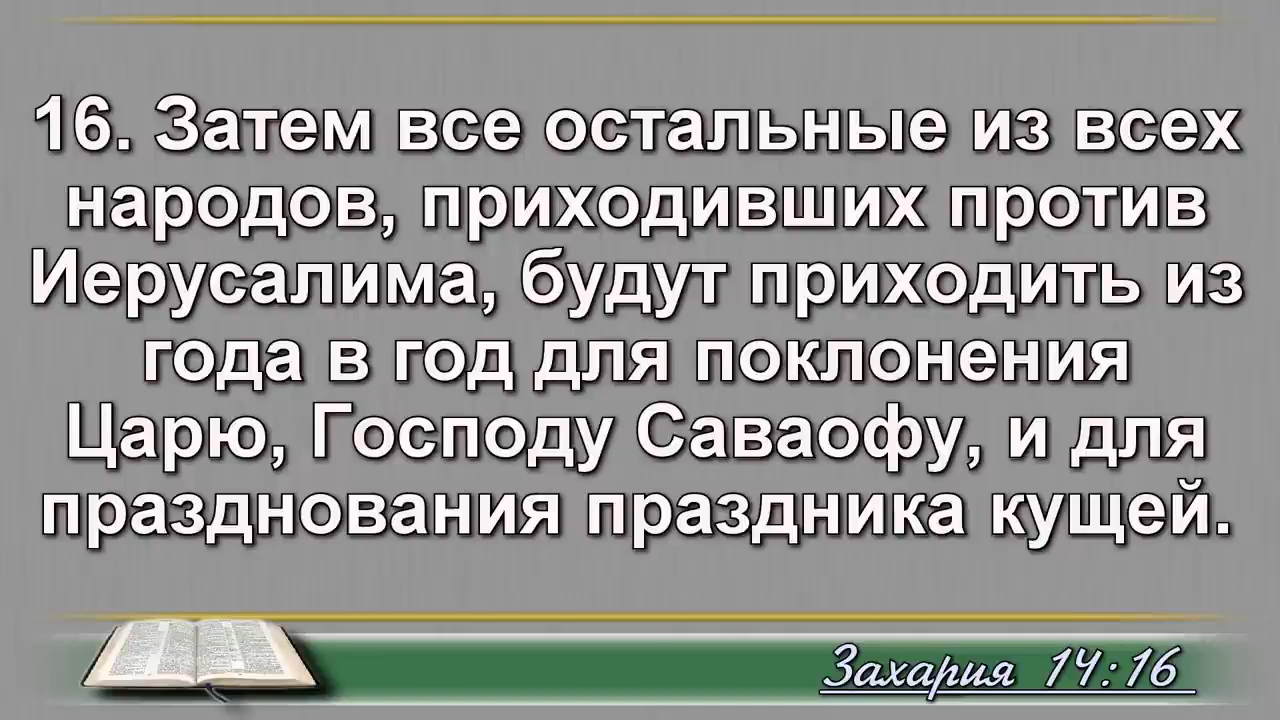 16. Затем все остальные из всех
народов, приходивших против
Иерусалима, будут приходить из
года в год для поклонения
Царю, Господу Саваофу, и для
празднования праздника кущей.
Захария 14:16